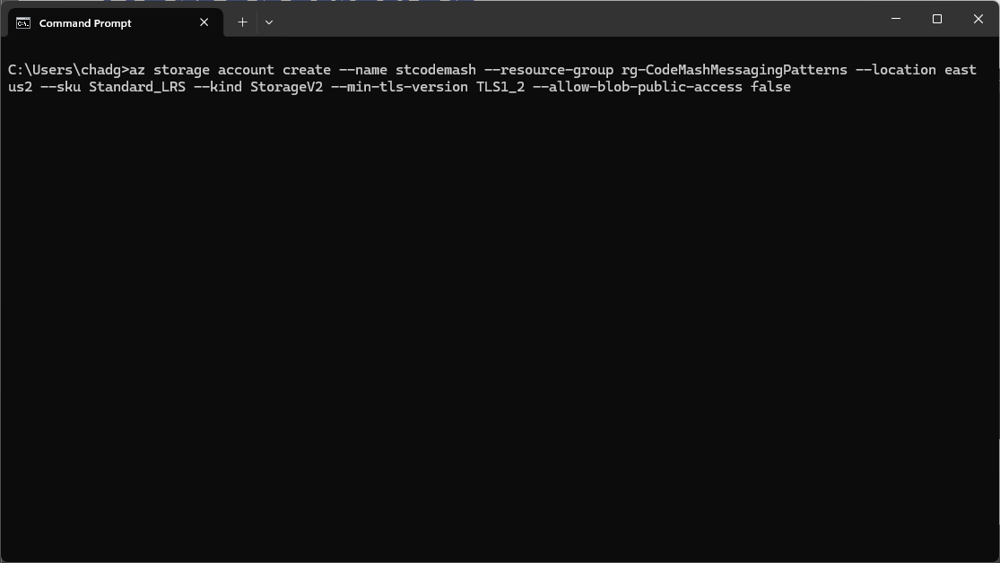 Command Prompt
C:\Users\chadg>az storage account create --name stcodemash --resource-group rg-CodeMashMessagingPatterns --location east
us2 --sku Standard_LRS --kind StorageV2 --min-tls-version TLS1_2 --allow-blob-public-access false